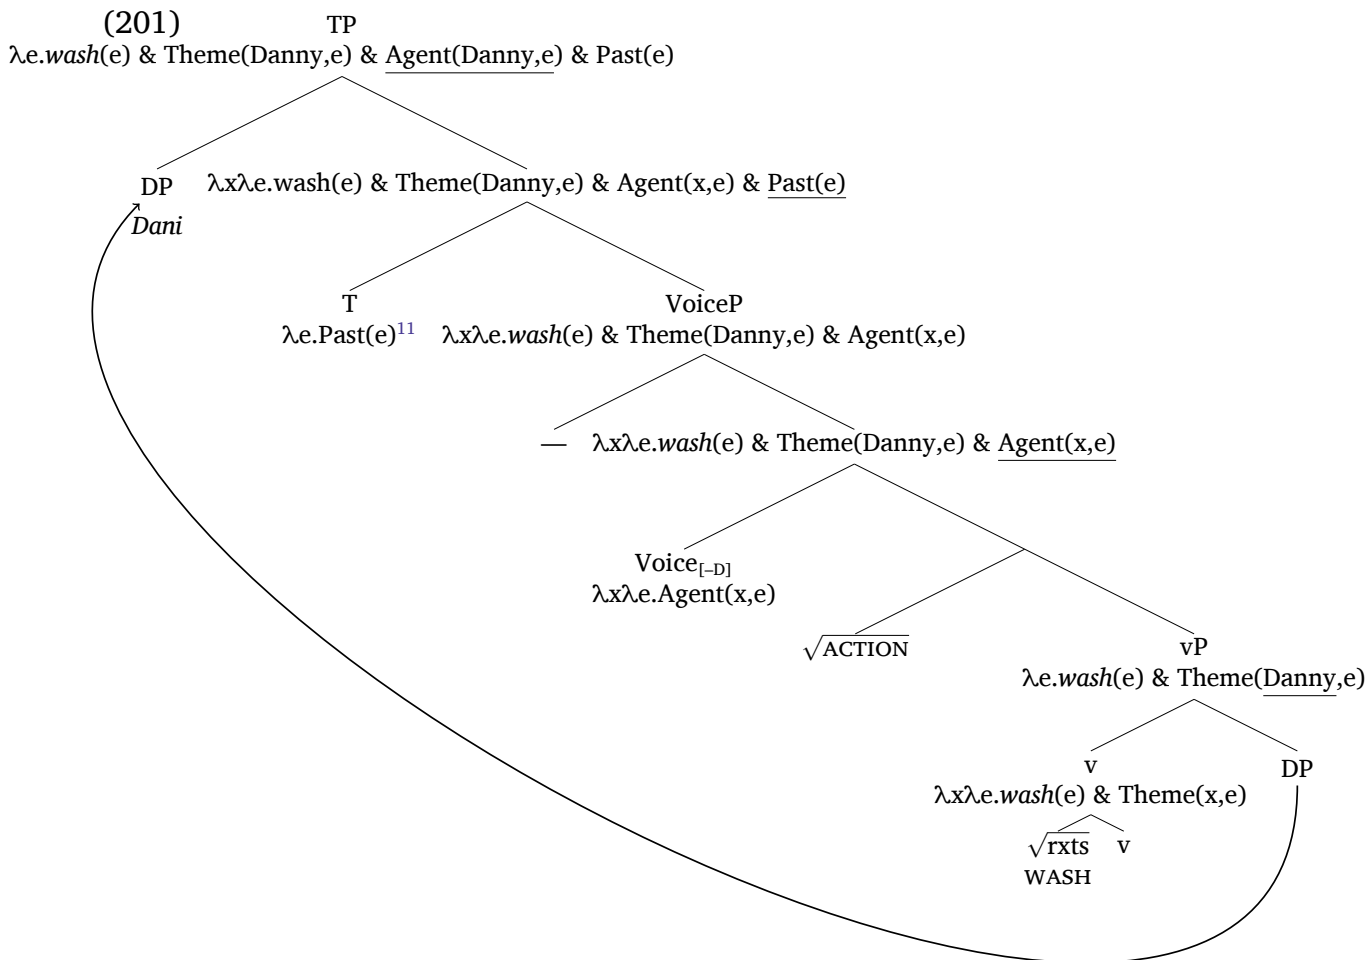 (201) TP
λe.wash(e) & Theme(Danny,e) & Agent(Danny,e) & Past(e)
DP λxλe.wash(e) & Theme(Danny,e) & Agent(x,e) & Past(e)
Dani
T VoiceP
λe.Past(e)11 λxλe.wash(e) & Theme(Danny,e) & Agent(x,e)
— λxλe.wash(e) & Theme(Danny,e) & Agent(x,e)
Voice[–D]
λxλe.Agent(x,e)
√ACTION vP
λe.wash(e) & Theme(Danny,e)
v DP
λxλe.wash(e) & Theme(x,e)
√rxts v
WASH